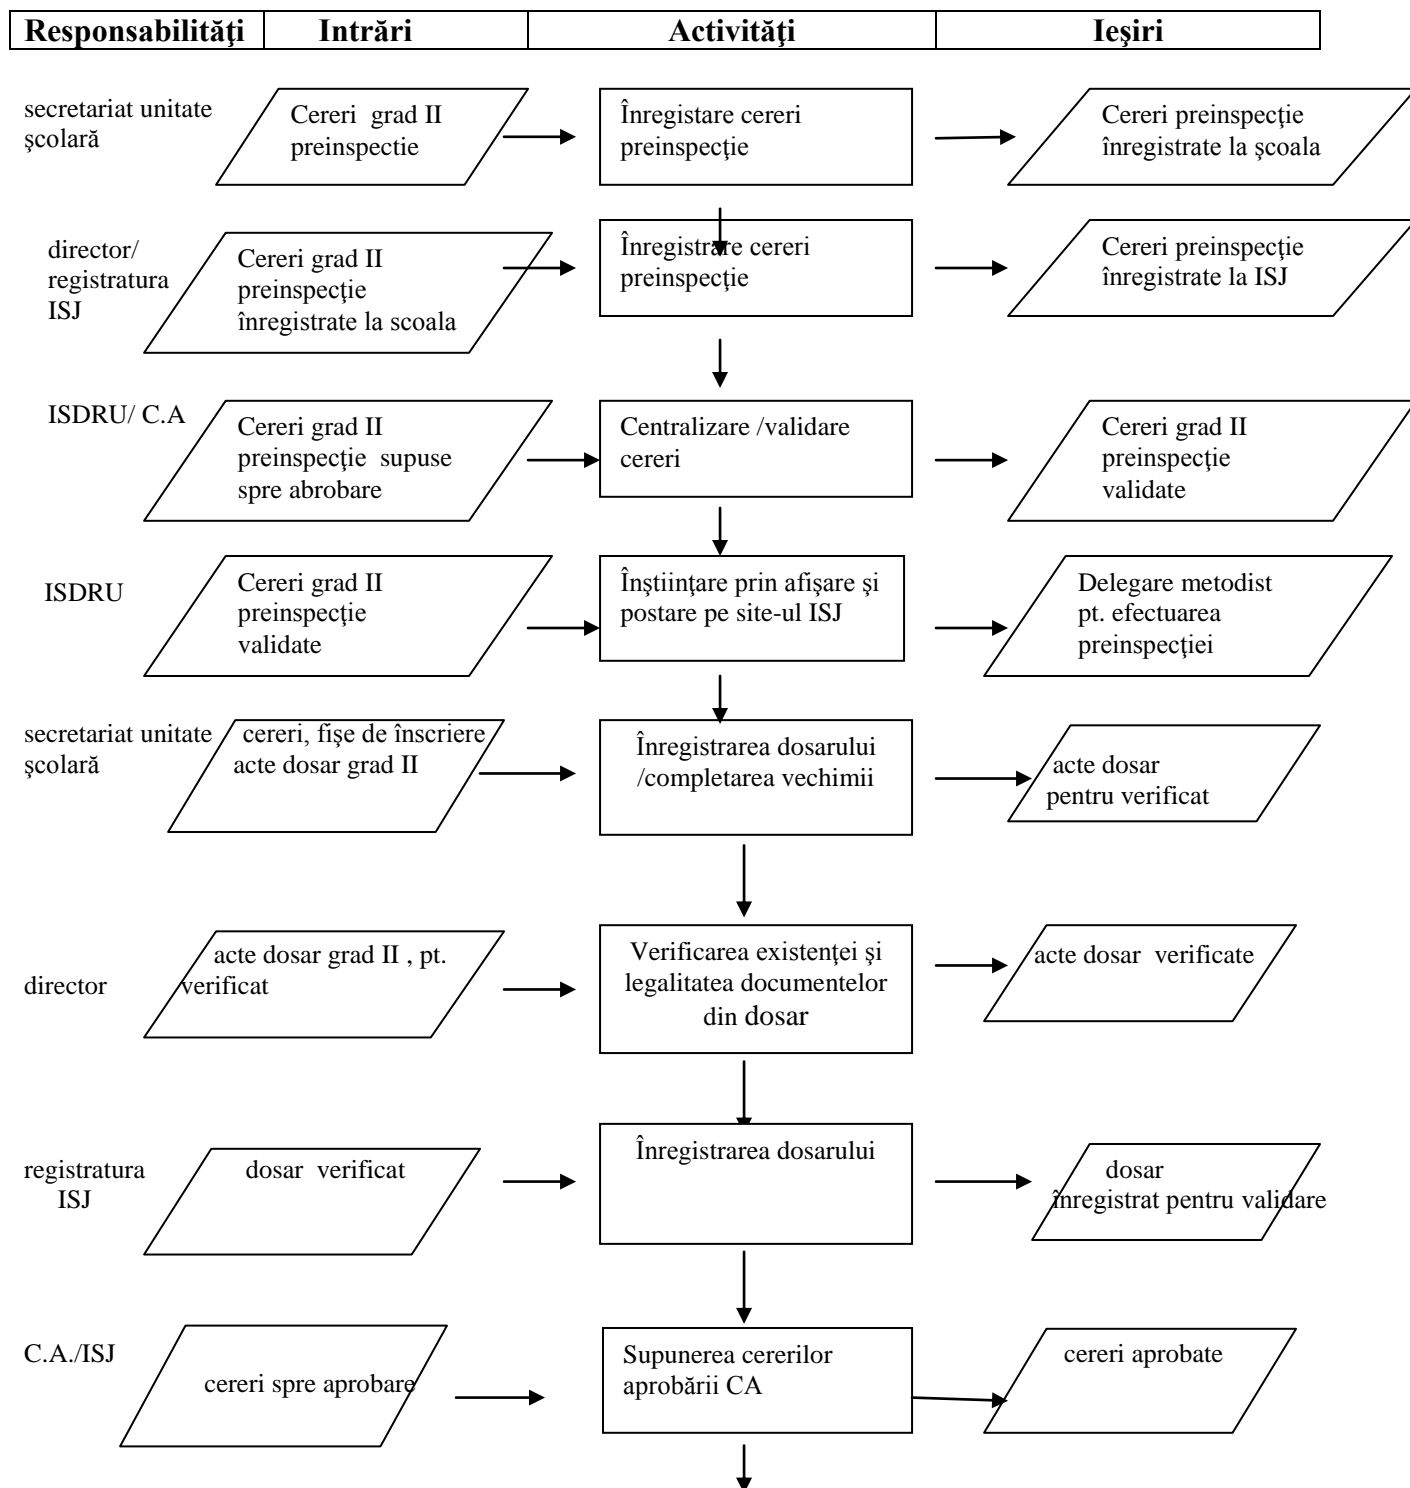 Responsabilităţi Intrări Activităţi Ieşiri
secretariat unitate
şcolară
Cereri grad II
preinspectie
Înregistare cereri
preinspecţie
Cereri preinspecţie
înregistrate la şcoala
director/
registratura
ISJ
Cereri grad II
preinspecţie
înregistrate la scoala
Înregistrare cereri
preinspecţie
Cereri preinspecţie
înregistrate la ISJ
ISDRU/ C.A
Cereri grad II
preinspecţie supuse
spre abrobare
Centralizare /validare
cereri
Cereri grad II
preinspecţie
validate
ISDRU
Cereri grad II
preinspecţie
validate
Înştiinţare prin afişare şi
postare pe site-ul ISJ
Delegare metodist
pt. efectuarea
preinspecţiei
secretariat unitate
şcolară
cereri, fişe de înscriere
acte dosar grad II
Înregistrarea dosarului
/completarea vechimii
acte dosar
pentru verificat
director
acte dosar grad II , pt.
verificat
Verificarea existenţei şi
legalitatea documentelor
din dosar
acte dosar verificate
registratura
ISJ
dosar verificat
Înregistrarea dosarului
dosar
înregistrat pentru validare
C.A./ISJ
cereri spre aprobare
Supunerea cererilor
aprobării CA
cereri aprobate